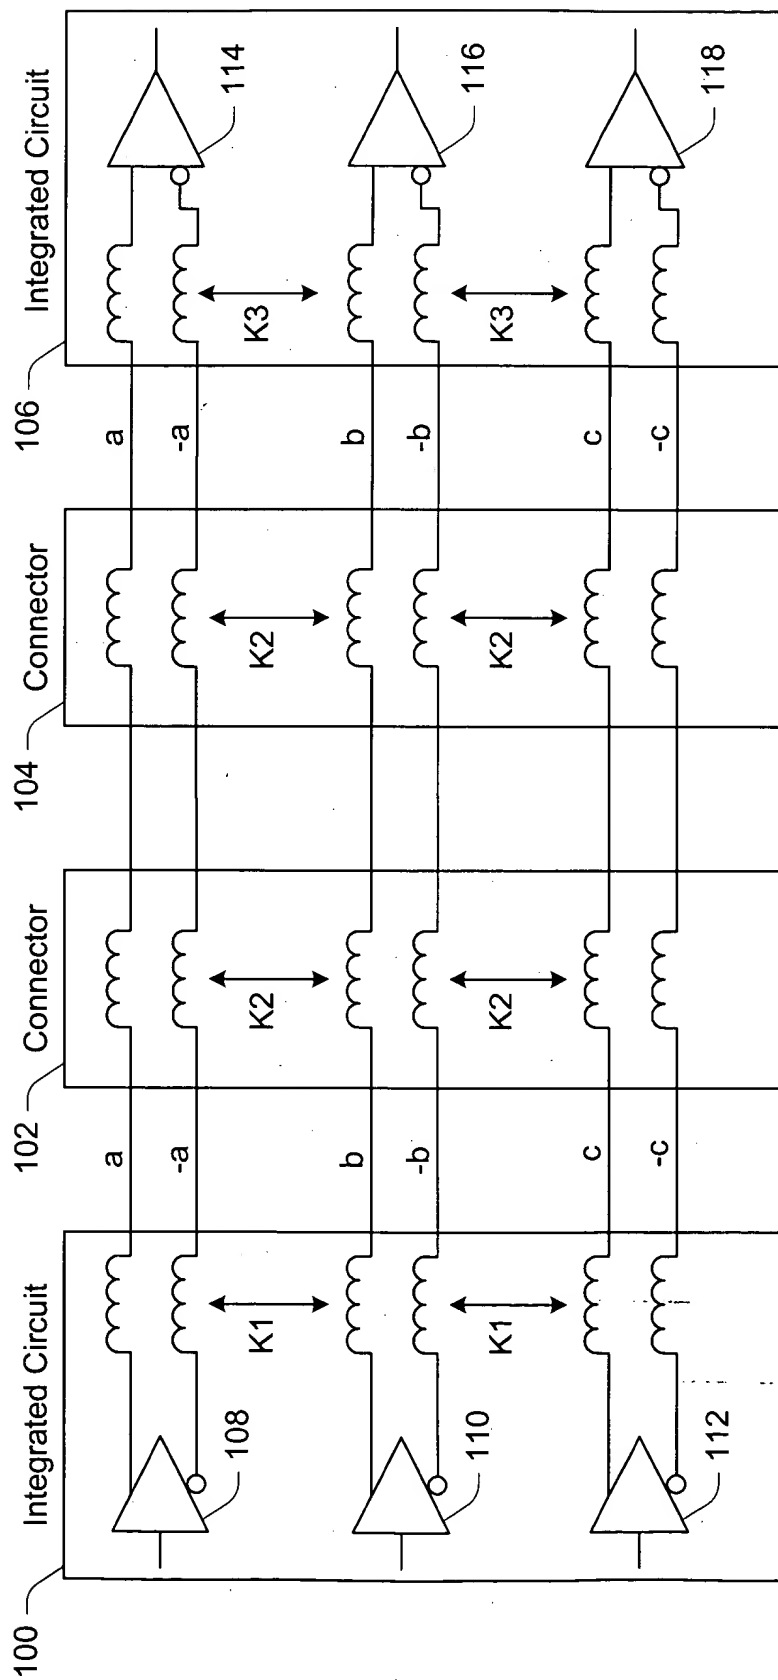 100
Integrated Circuit
102
Connector
104
Connector
106
Integrated Circuit
108
a
-a
K1
K2
K2
a
-a
K3
114
110
b
-b
K1
K2
K2
b
-b
K3
116
112
c
-c
c
-c
118